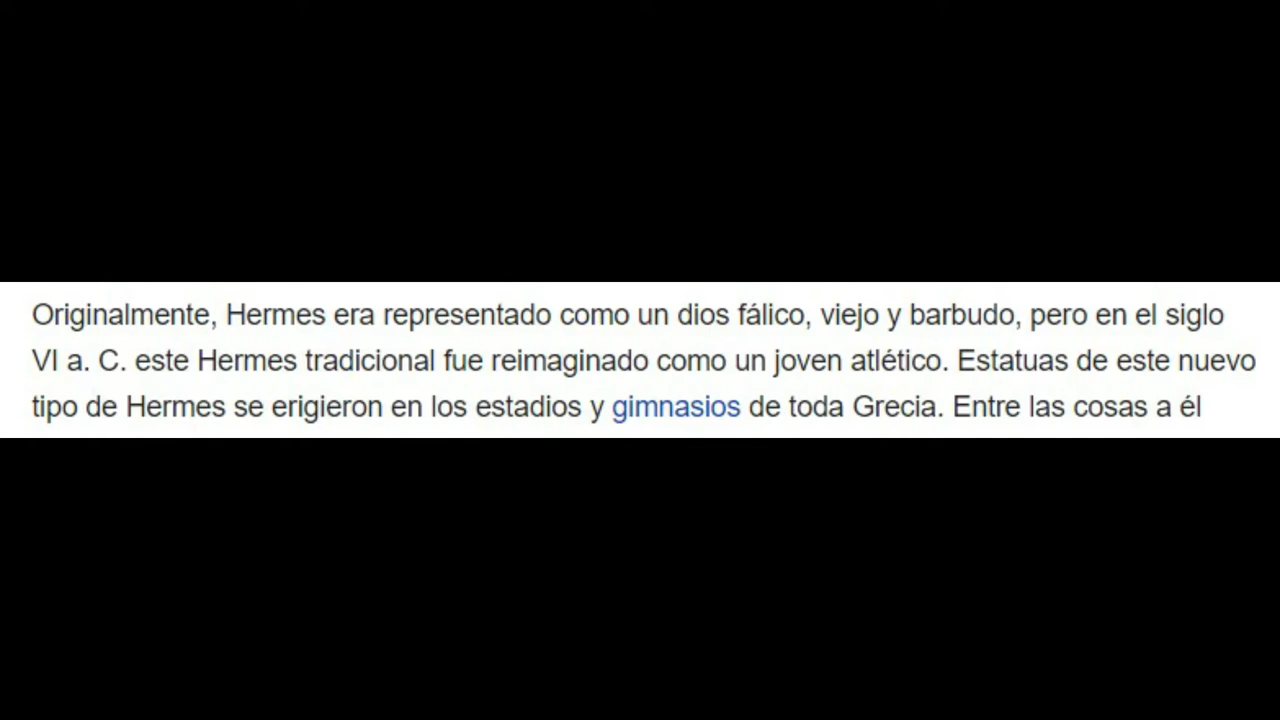 Originalmente, Hermes era representado como un dios fálico, viejo y barbudo, pero en el siglo
VI a. C. este Hermes tradicional fue reimaginado como un joven atlético. Estatuas de este nuevo
tipo de Hermes se erigieron en los estadios y gimnasios de toda Grecia. Entre las cosas a él